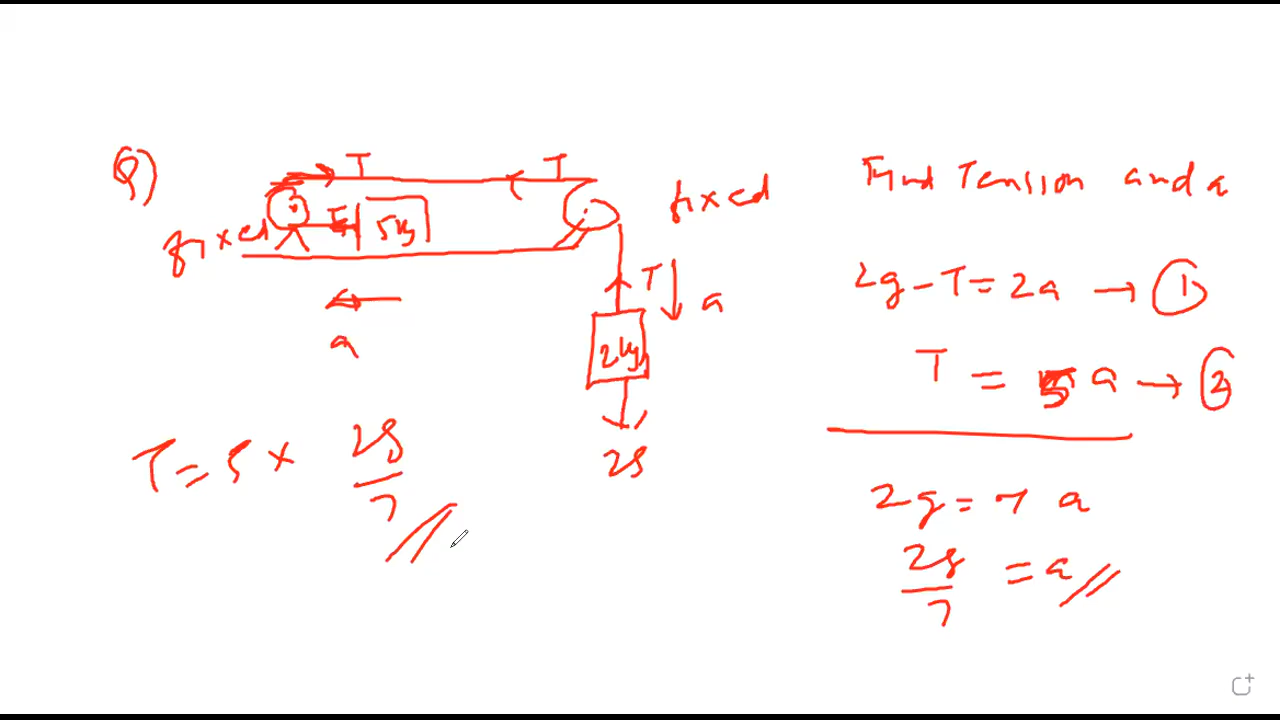 Q)
T T
fixed 5kg fixed
T a
a
2kg
2g
T = 5 × 2g/7
Find Tension and a
2g - T = 2a → ①
T = 5a → ②
2g = 7 a
2g/7 = a